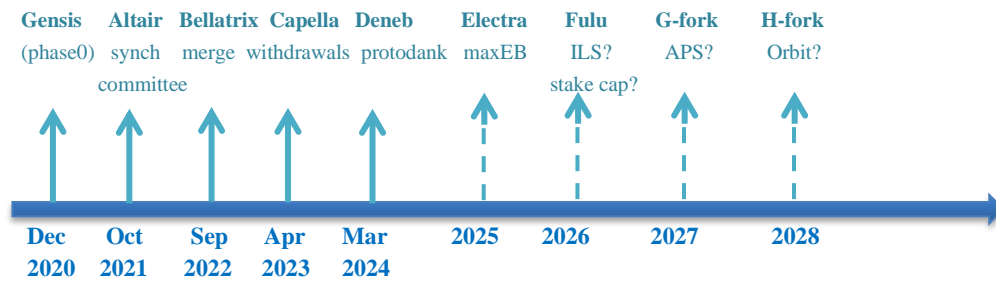 Gensis Altair Bellatrix Capella Deneb Electra Fulu G-fork H-fork
(phase0) synch merge withdrawals protodank maxEB ILS? APS? Orbit?
committee stake cap?
Dec Oct Sep Apr Mar 2025 2026 2027 2028
2020 2021 2022 2023 2024